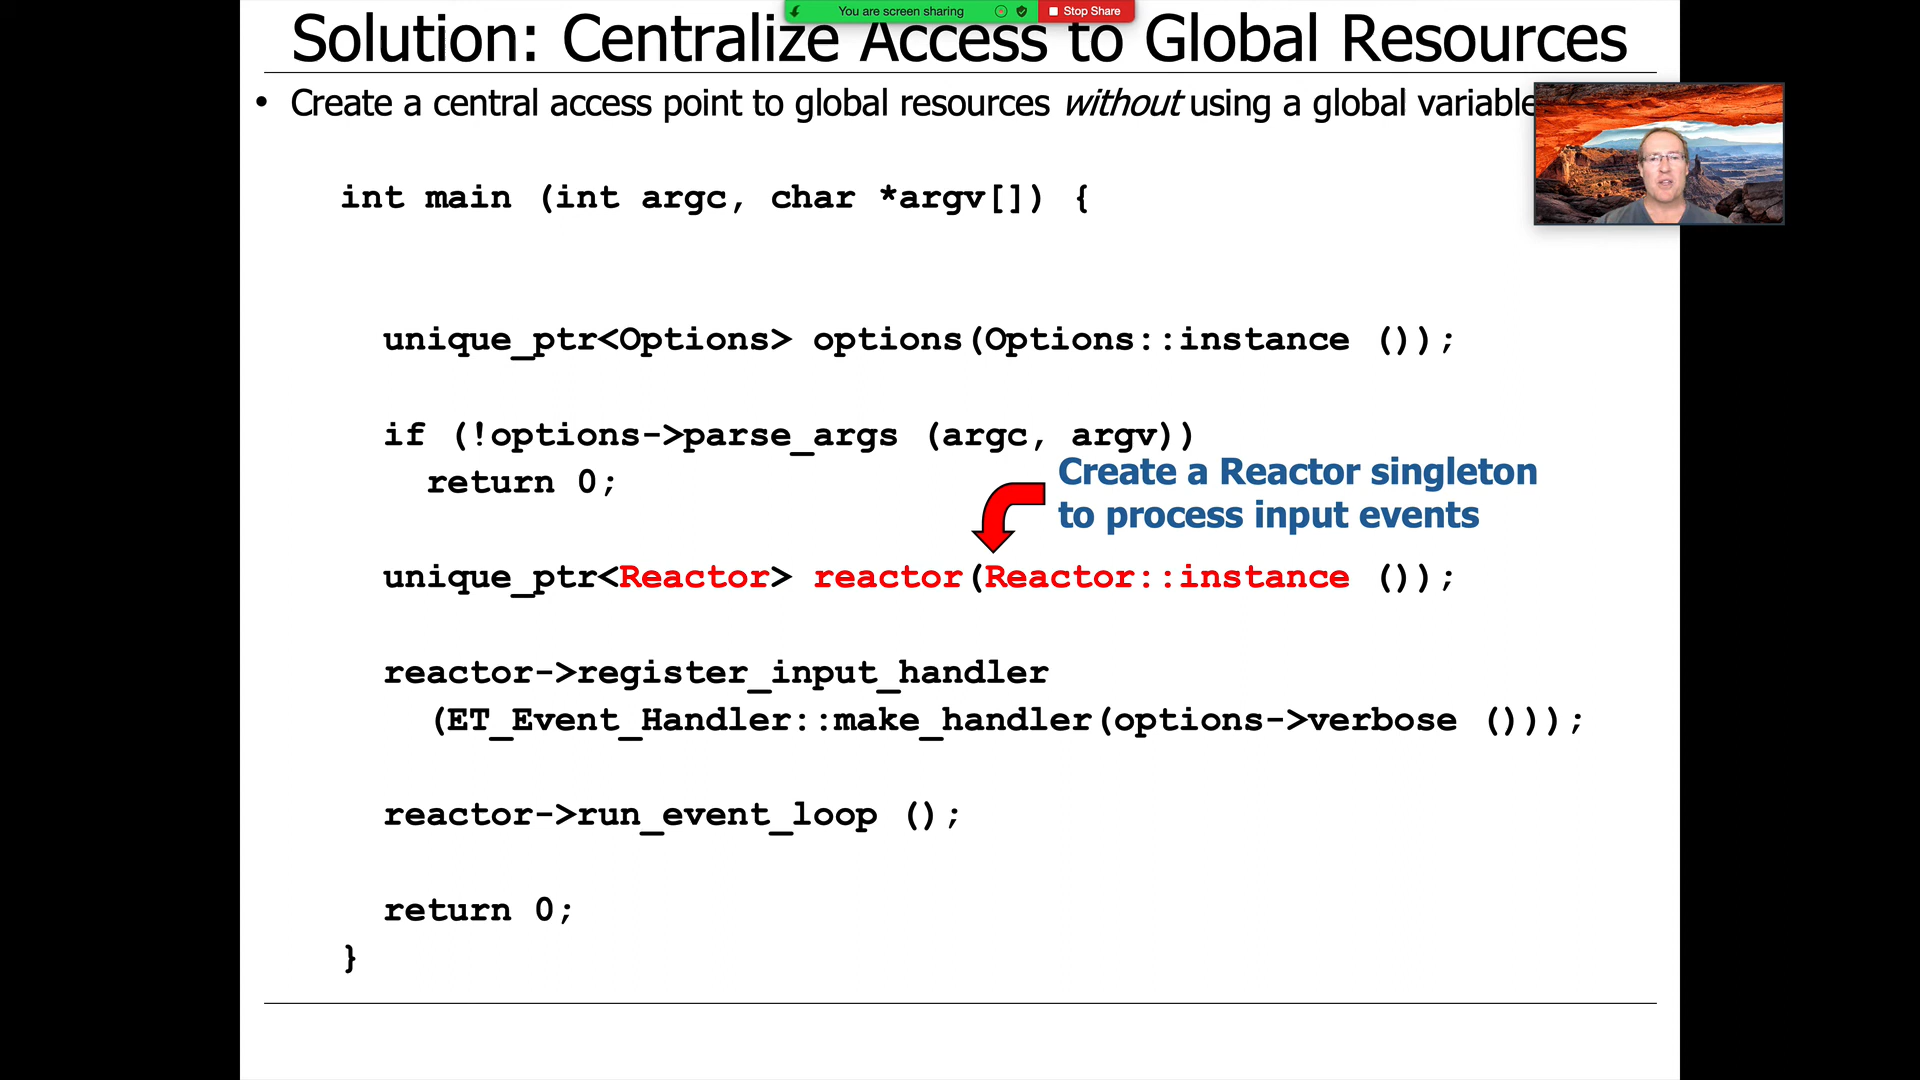 You are screen sharing
Stop Share
Solution: Centralize Access to Global Resources
• Create a central access point to global resources without using a global variable
int main (int argc, char *argv[]) {
unique_ptr<Options> options(Options::instance ());
if (!options->parse_args (argc, argv))
return 0;
Create a Reactor singleton
to process input events
unique_ptr<Reactor> reactor(Reactor::instance ());
reactor->register_input_handler
(ET_Event_Handler::make_handler(options->verbose ()));
reactor->run_event_loop ();
return 0;
}